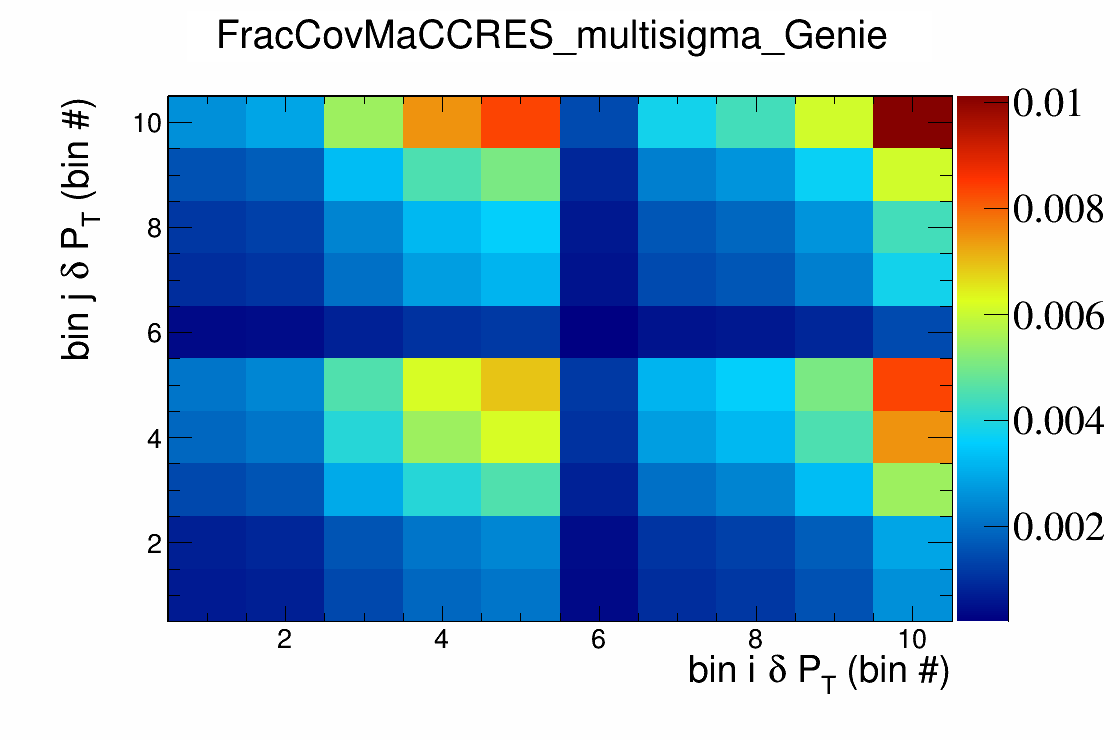 FracCovMaCCRES_multisigma_Genie
bin j δ P_T (bin #)
10
8
6
4
2
2 4 6 8 10
bin i δ P_T (bin #)
0.01
0.008
0.006
0.004
0.002